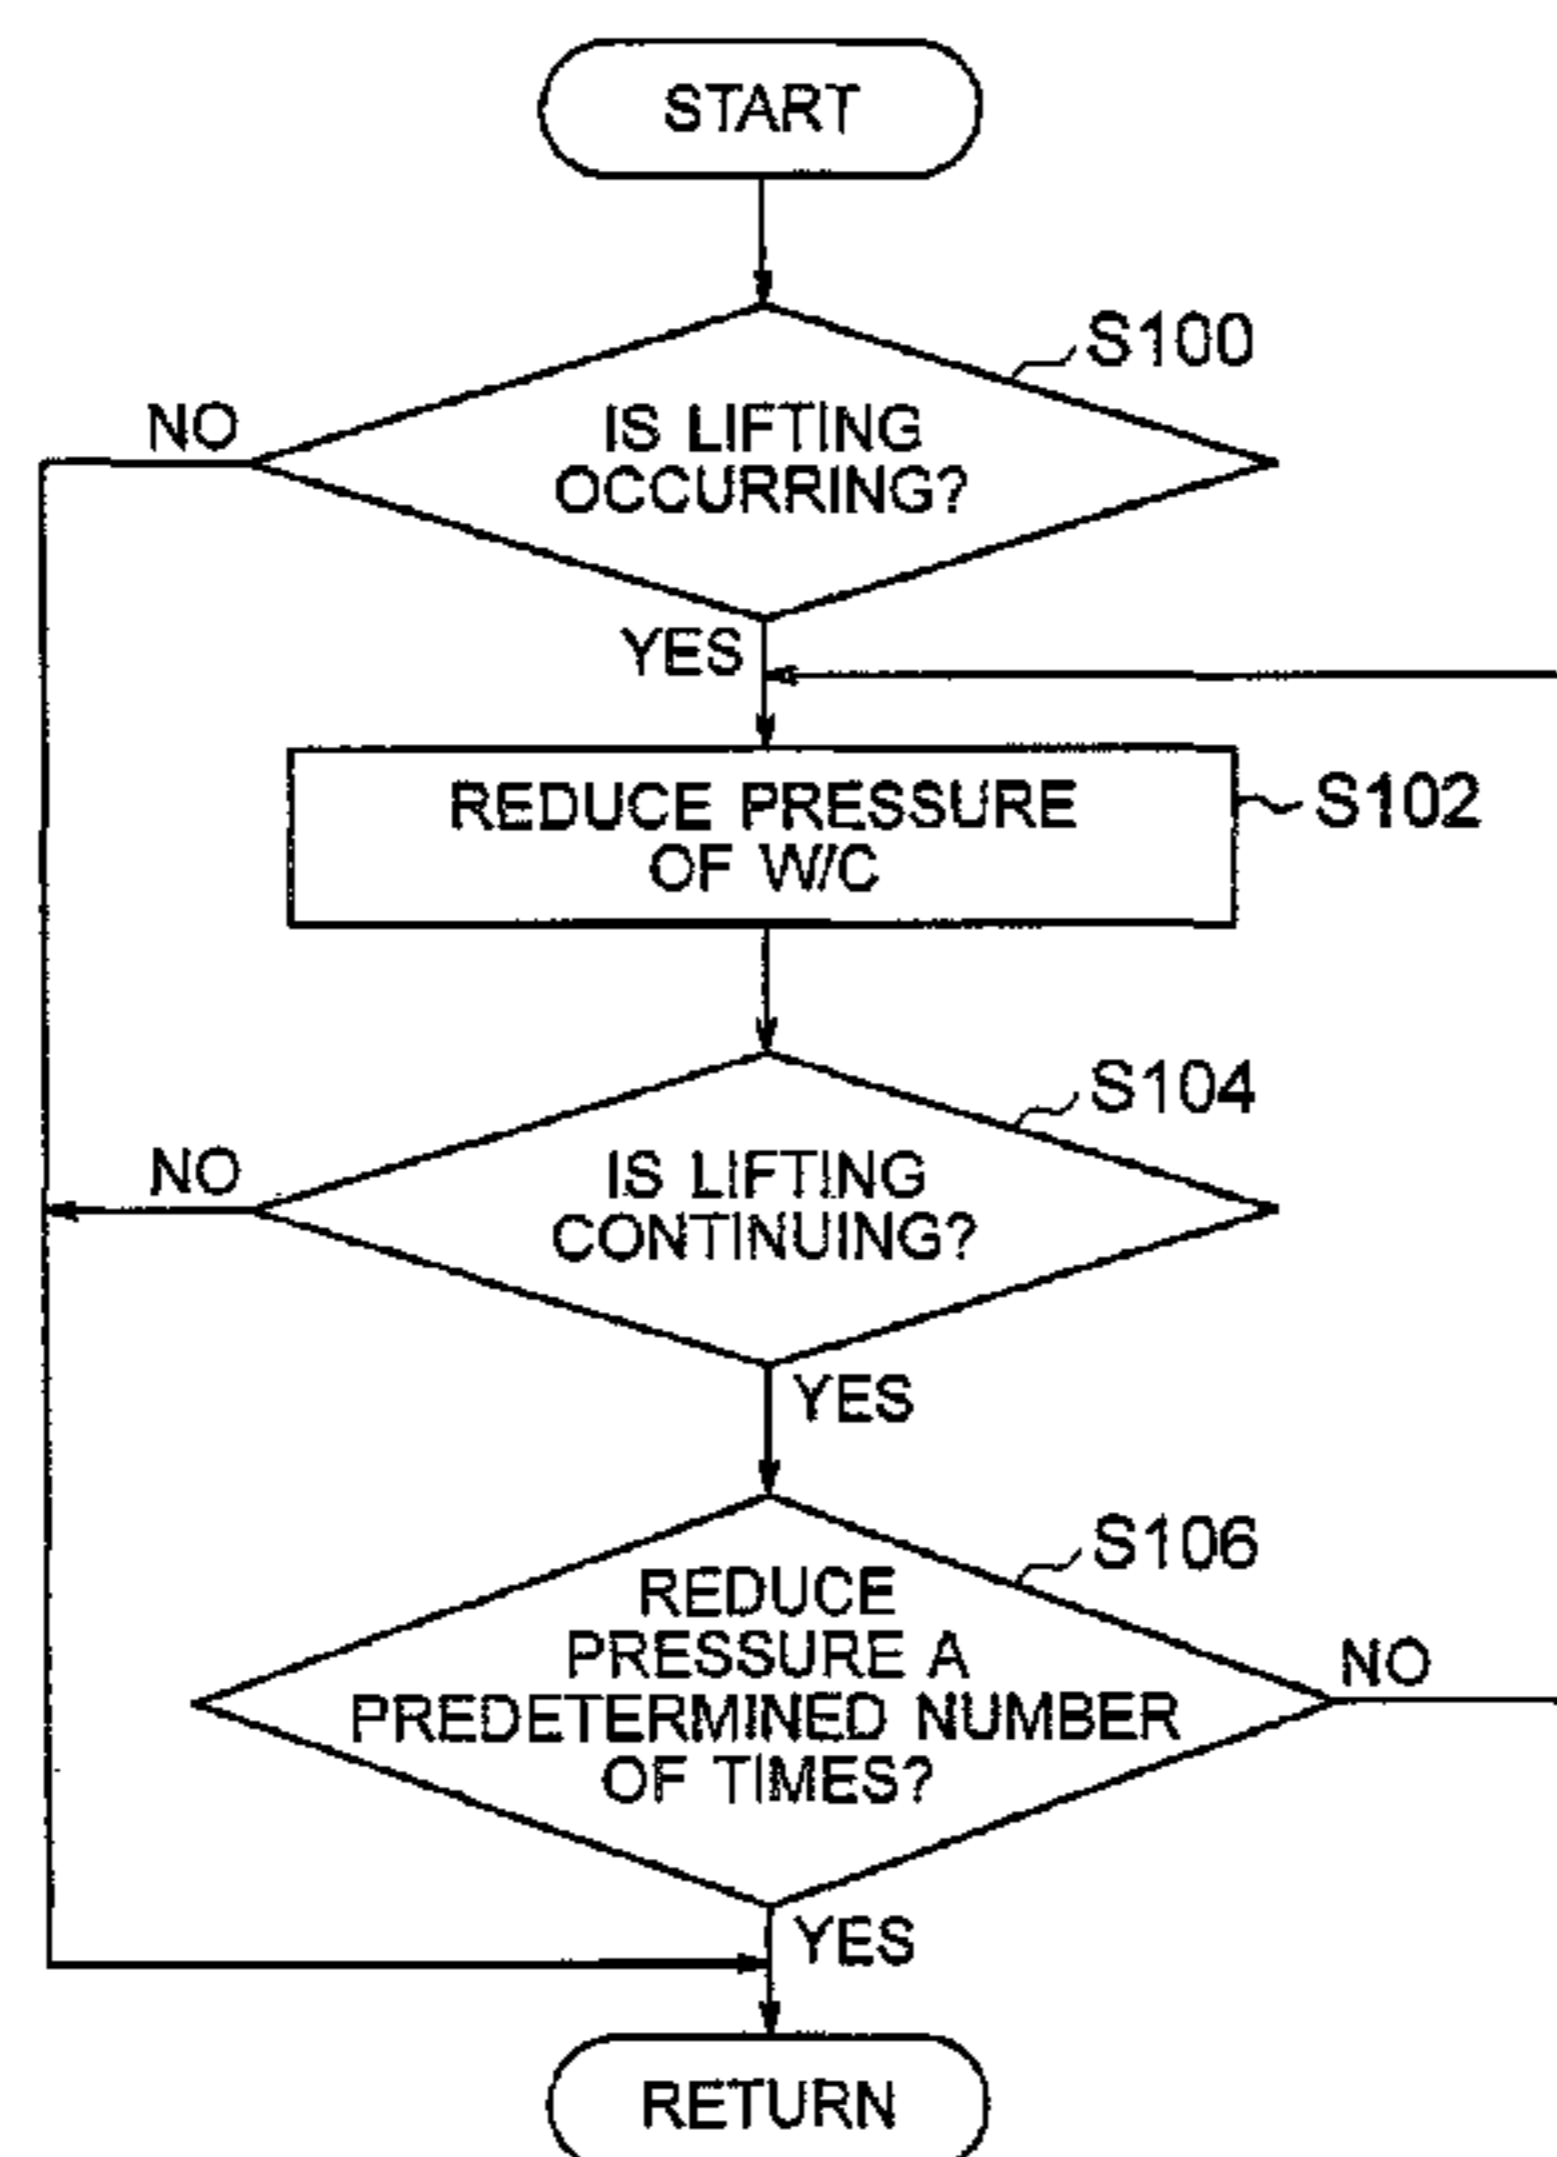 START
S100
NO
IS LIFTING
OCCURRING?
YES
REDUCE PRESSURE
OF W/C
S102
S104
NO
IS LIFTING
CONTINUING?
YES
S106
REDUCE
PRESSURE A
PREDETERMINED NUMBER
OF TIMES?
NO
YES
RETURN